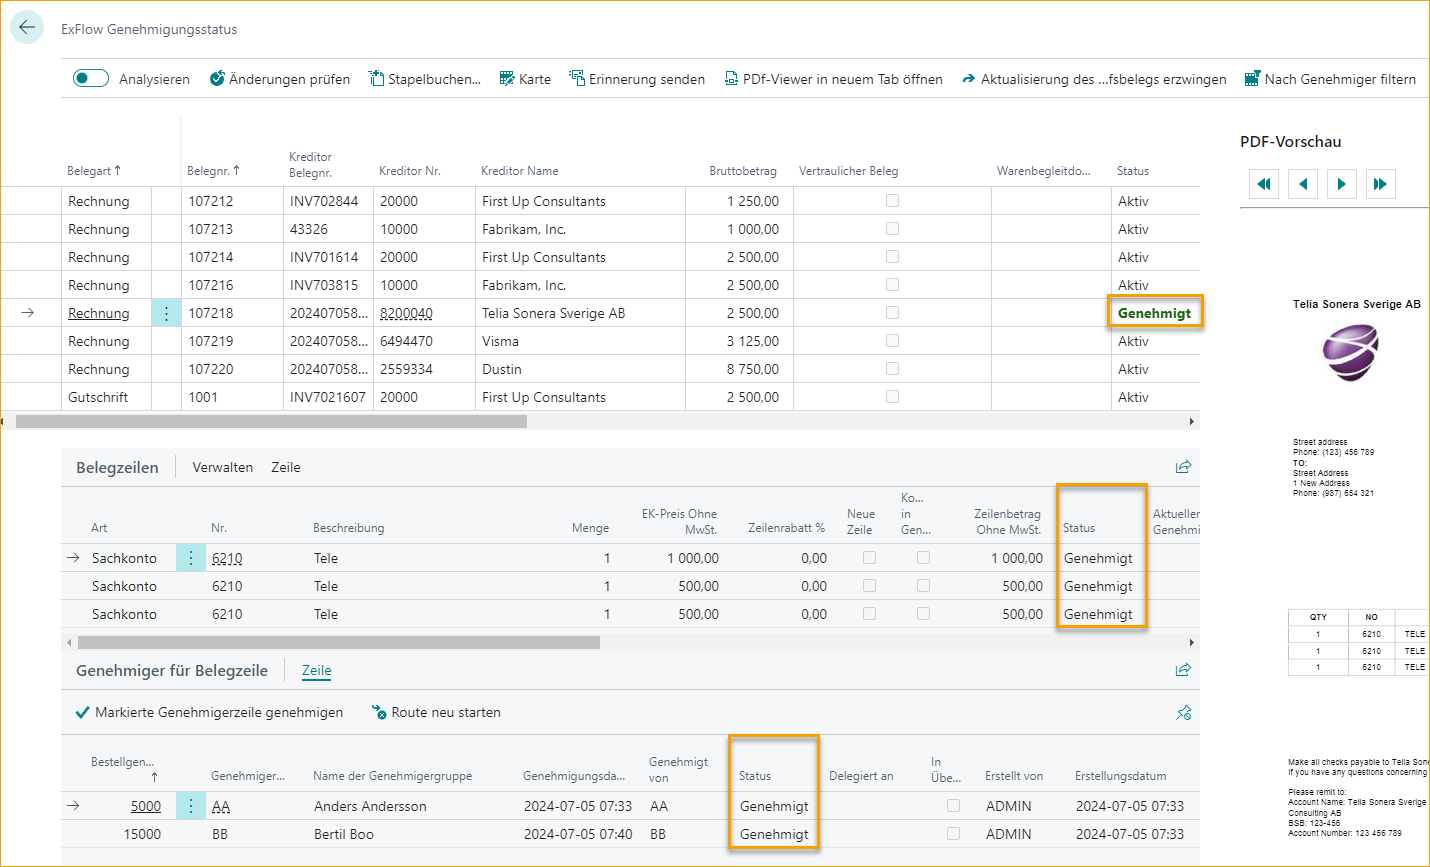 ExFlow Genehmigungsstatus
Analysieren Änderungen prüfen Stapelbuchen... Karte Erinnerung senden PDf-Viewer in neuem Tab öffnen Aktualisierung des ...fsbelegs erzwingen Nach Genehmiger filtern
Belegart ↑ Belegnr. ↑ Kreditor Belegnr. Kreditor Nr. Kreditor Name Bruttobetrag Vertraulicher Beleg Warenbegleitdo... Status
Rechnung 107212 INV702844 20000 First Up Consultants 1 250,00 Aktiv
Rechnung 107213 43326 10000 Fabrikam, Inc. 1 000,00 Aktiv
Rechnung 107214 INV701614 20000 First Up Consultants 2 500,00 Aktiv
Rechnung 107216 INV703815 10000 Fabrikam, Inc. 2 500,00 Aktiv
Rechnung 107218 202407058... 8200040 Telia Sonera Sverige AB 2 500,00 Genehmigt
Rechnung 107219 202407058... 6494470 Visma 3 125,00 Aktiv
Rechnung 107220 202407058... 2559334 Dustin 8 750,00 Aktiv
Gutschrift 1001 INV7021607 20000 First Up Consultants 2 500,00 Aktiv
Belegzeilen Verwalten Zeile
Art Nr. Beschreibung Menge EK-Preis Ohne MwSt. Zeilenrabatt % Neue Zeile Ko... in Gen... Zeilenbetrag Ohne MwSt. Status Aktueller Genehmi
Sachkonto 6210 Tele 1 1 000,00 0,00 1 000,00 Genehmigt
Sachkonto 6210 Tele 1 500,00 0,00 500,00 Genehmigt
Sachkonto 6210 Tele 1 500,00 0,00 500,00 Genehmigt
Genehmiger für Belegzeile Zeile
Markierte Genehmigerzeile genehmigen Route neu starten
Bestellgen... ↑ Genehmiger... Name der Genehmigergruppe Genehmigungsda... Genehmigt von Status Delegiert an In Übe... Erstellt von Erstellungsdatum
5000 AA Anders Andersson 2024-07-05 07:33 AA Genehmigt ADMIN 2024-07-05 07:33
15000 BB Bertil Boo 2024-07-05 07:40 BB Genehmigt ADMIN 2024-07-05 07:33
PDF-Vorschau
Telia Sonera Sverige AB
Street address
Phone: (123) 456 789
TO:
Street Address
1 New Address
Phone: (987) 654 321
QTY NO
1 6210 TELE
1 6210 TELE
1 6210 TELE
Make all checks payable to Telia Sone
If you have any questions concerning
Please remit to:
Account Name: Telia Sonera Sverige
Consulting AB
BSB: 123-456
Account Number: 123 456 789